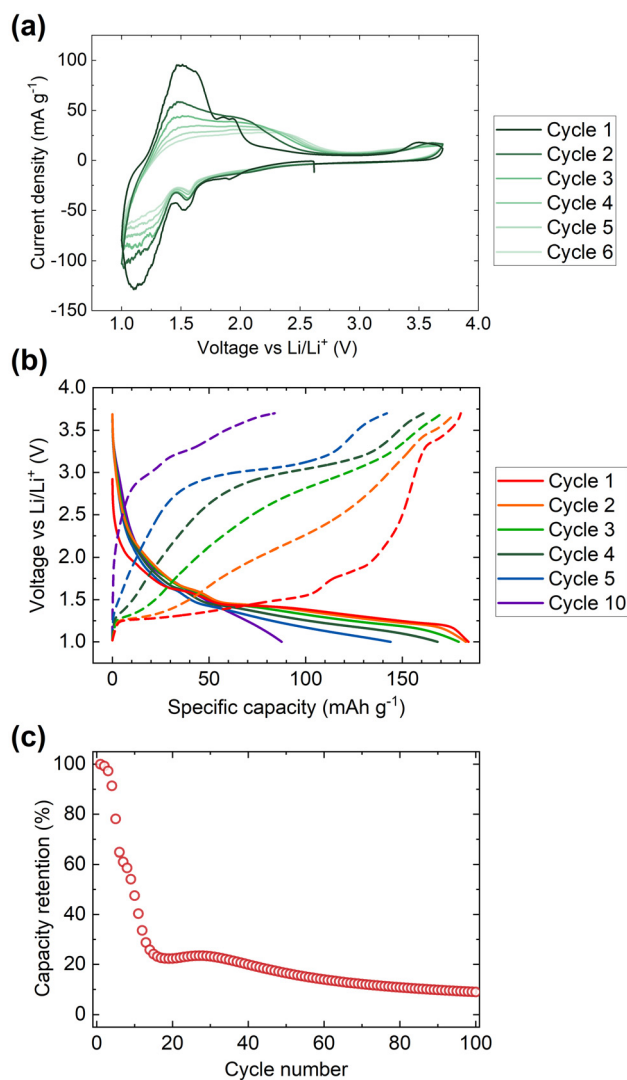 (a)
Current density (mA g⁻¹)
100
50
0
-50
-100
-150
1.0 1.5 2.0 2.5 3.0 3.5 4.0
Voltage vs Li/Li⁺ (V)
Cycle 1
Cycle 2
Cycle 3
Cycle 4
Cycle 5
Cycle 6
(b)
Voltage vs Li/Li⁺ (V)
4.0
3.5
3.0
2.5
2.0
1.5
1.0
0 50 100 150
Specific capacity (mAh g⁻¹)
Cycle 1
Cycle 2
Cycle 3
Cycle 4
Cycle 5
Cycle 10
(c)
Capacity retention (%)
100
80
60
40
20
0
0 20 40 60 80 100
Cycle number